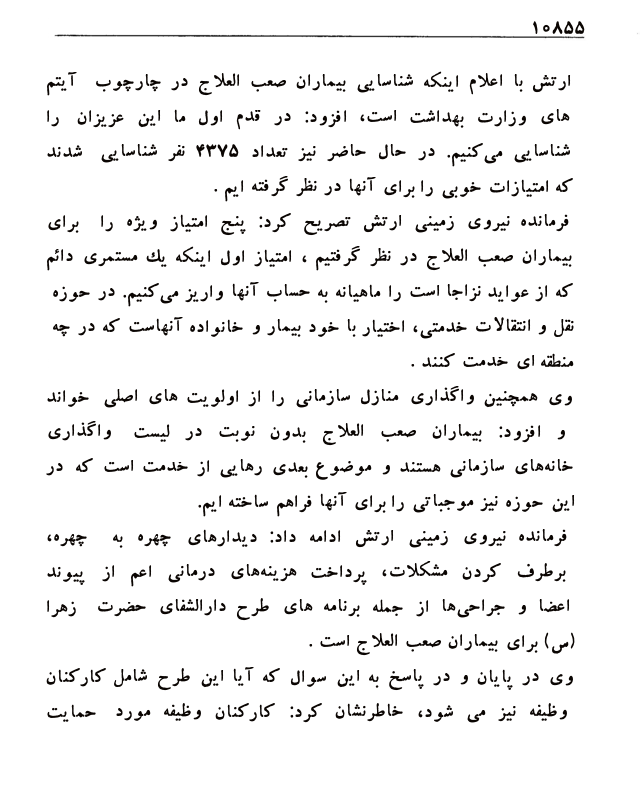 ۱۰۸۵۵
ارتش با اعلام اینکه شناسایی بیماران صعب العلاج در چارچوب آیتم
های وزارت بهداشت است، افزود: در قدم اول ما این عزیزان را
شناسایی می‌کنیم. در حال حاضر نیز تعداد ۴۳۷۵ نفر شناسایی شدند
که امتیازات خوبی را برای آنها در نظر گرفته ایم .
فرمانده نیروی زمینی ارتش تصریح کرد: پنج امتیاز ویژه را برای
بیماران صعب العلاج در نظر گرفتیم ، امتیاز اول اینکه یك مستمری دائم
که از عواید نزاجا است را ماهیانه به حساب آنها واریز می‌کنیم. در حوزه
نقل و انتقالات خدمتی، اختیار با خود بیمار و خانواده آنهاست که در چه
منطقه ای خدمت کنند .
وی همچنین واگذاری منازل سازمانی را از اولویت های اصلی خواند
و افزود: بیماران صعب العلاج بدون نوبت در لیست واگذاری
خانه‌های سازمانی هستند و موضوع بعدی رهایی از خدمت است که در
این حوزه نیز موجباتی را برای آنها فراهم ساخته ایم.
فرمانده نیروی زمینی ارتش ادامه داد: دیدارهای چهره به چهره،
برطرف کردن مشکلات، پرداخت هزینه‌های درمانی اعم از پیوند
اعضا و جراحی‌ها از جمله برنامه های طرح دارالشفای حضرت زهرا
(س) برای بیماران صعب العلاج است .
وی در پایان و در پاسخ به این سوال که آیا این طرح شامل کارکنان
وظیفه نیز می شود، خاطرنشان کرد: کارکنان وظیفه مورد حمایت